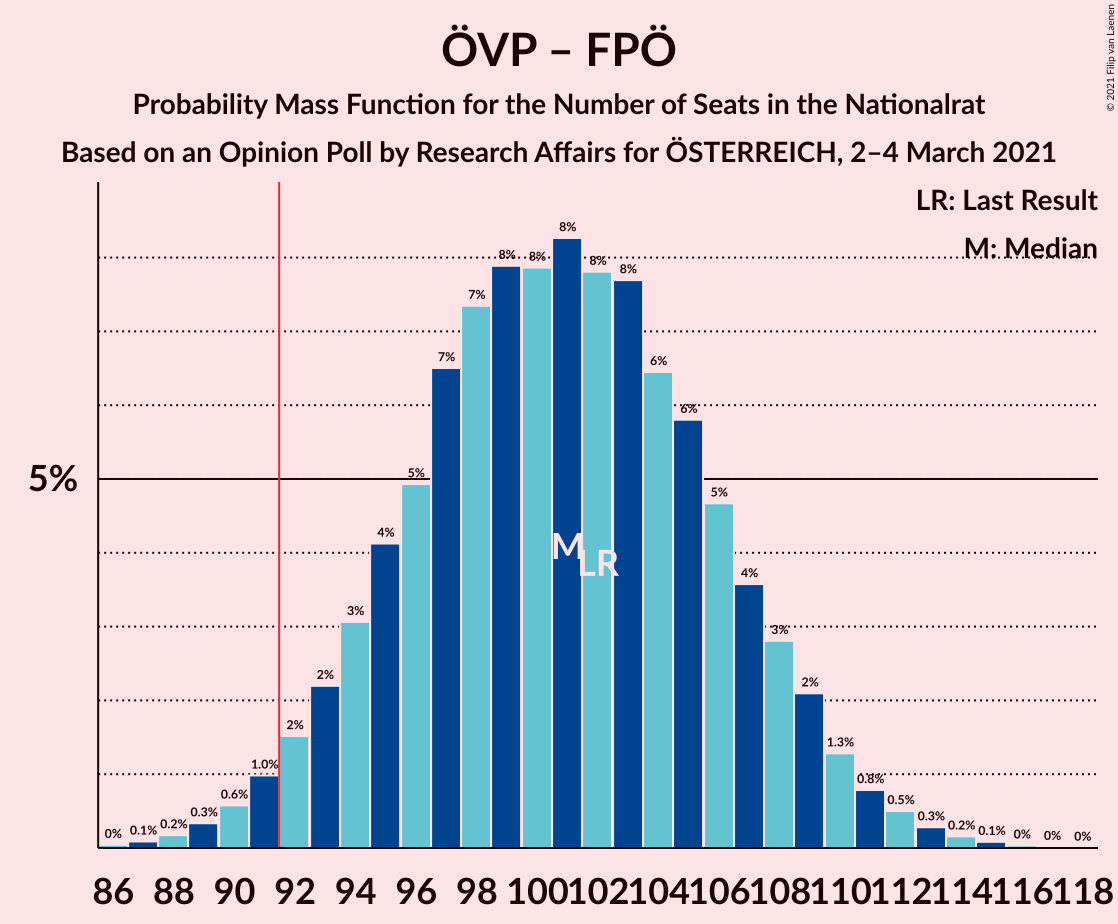 ÖVP – FPÖ
Probability Mass Function for the Number of Seats in the Nationalrat
Based on an Opinion Poll by Research Affairs for ÖSTERREICH, 2–4 March 2021
© 2021 Filip van Laenen
LR: Last Result
M: Median
5%
0% 0.1% 0.2% 0.3% 0.6% 1.0% 2% 2% 3% 4% 5% 7% 7% 8% 8% 8% 8% 8% 6% 6% 5% 4% 3% 2% 1.3% 0.8% 0.5% 0.3% 0.2% 0.1% 0% 0% 0%
M
LR
86 88 90 92 94 96 98 100 102 104 106 108 110 112 114 116 118